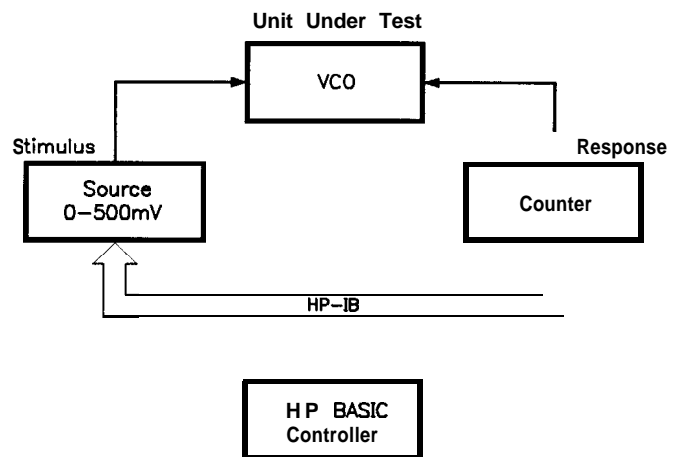 Unit Under Test
VCO
Stimulus
Response
Source
0-500mV
Counter
HP-IB
HP BASIC
Controller